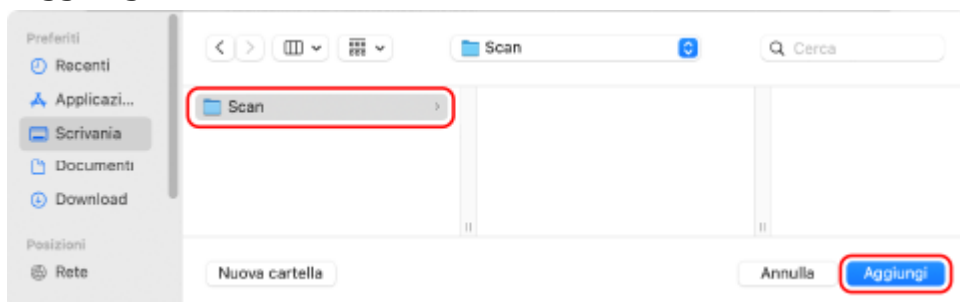 Preferiti
Recenti
Applicazi...
Scrivania
Documenti
Download
Posizioni
Rete
Scan
Cerca
Scan
Nuova cartella
Annulla
Aggiungi